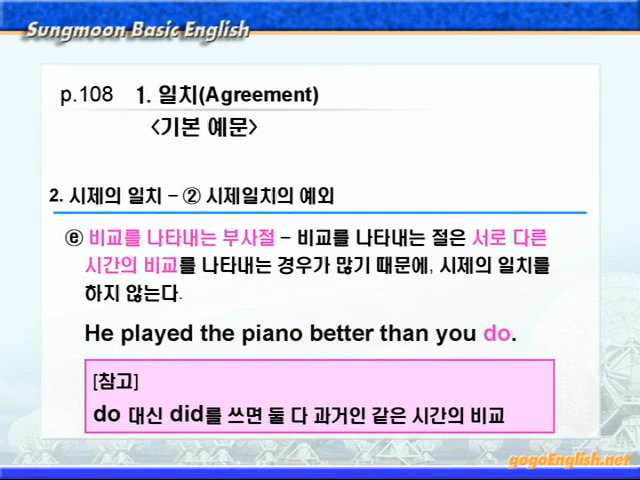 Sungmoon Basic English
p.108 1. 일치(Agreement)
<기본 예문>
2. 시제의 일치 – ② 시제일치의 예외
ⓔ 비교를 나타내는 부사절 – 비교를 나타내는 절은 서로 다른
시간의 비교를 나타내는 경우가 많기 때문에, 시제의 일치를
하지 않는다.
He played the piano better than you do.
[참고]
do 대신 did를 쓰면 둘 다 과거인 같은 시간의 비교
gogoEnglish.net